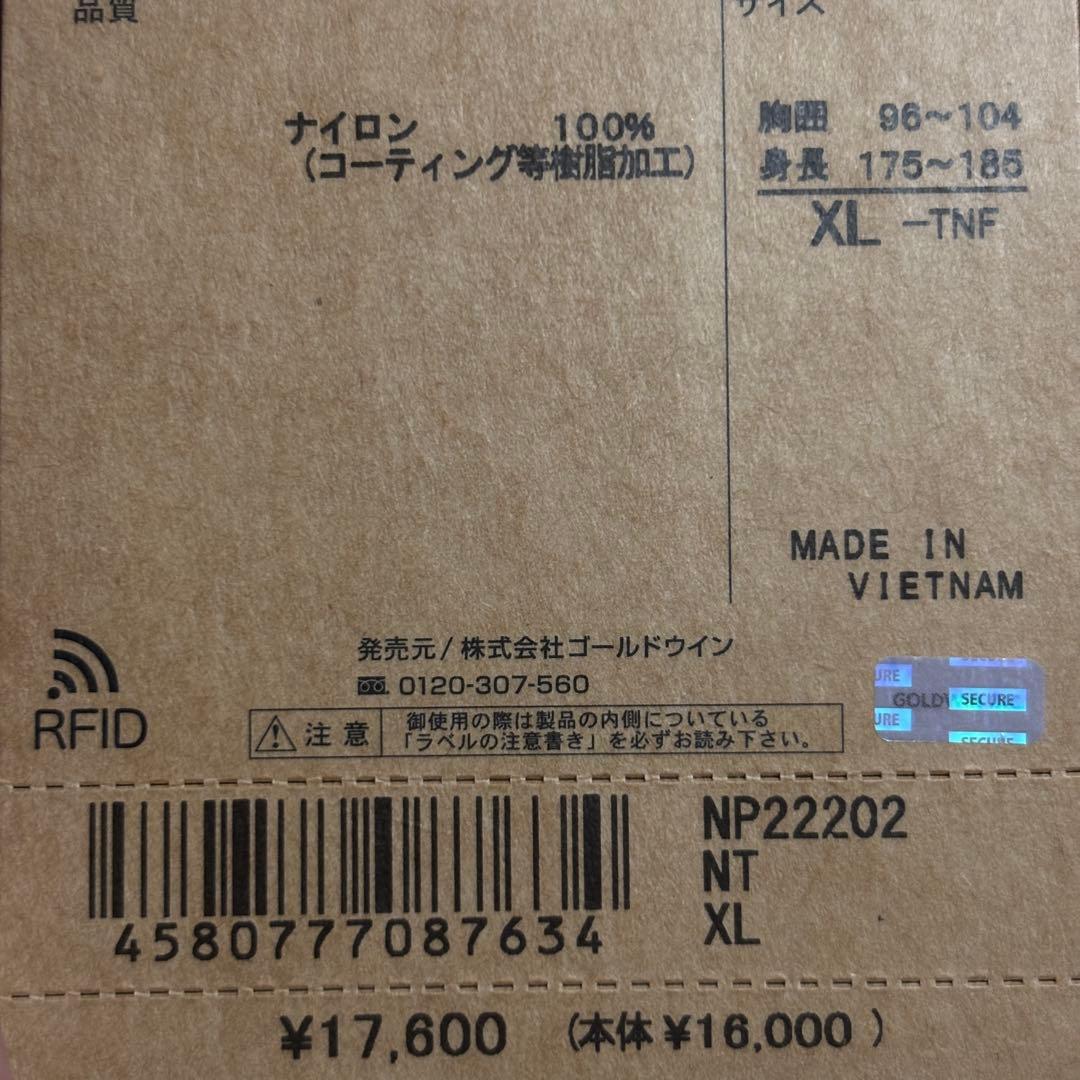 品質
サイズ
ナイロン 100%
(コーティング等樹脂加工)
胸囲 96～104
身長 175～185
XL -TNF
MADE IN
VIETNAM
発売元/株式会社ゴールドウイン
0120-307-560
RFID
注意
御使用の際は製品の内側についている
「ラベルの注意書き」を必ずお読み下さい。
URE
GOLDW SECURE
URE
SECURE
NP22202
NT
XL
4580777087634
¥17,600 (本体¥16,000)